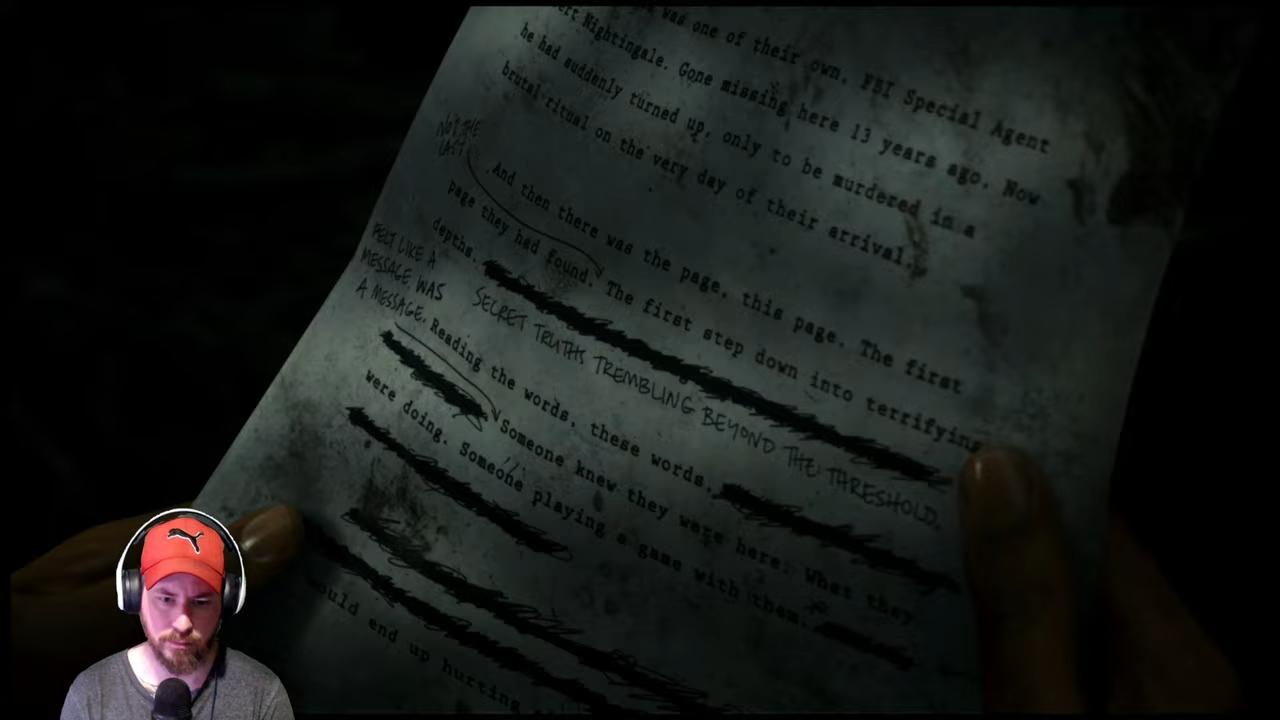 was one of their own. FBI Special Agent
Nightingale. Gone missing here 13 years ago. Now
he had suddenly turned up, only to be murdered in a
brutal ritual on the very day of their arrival.
NOT THE
LAST
And then there was the page, this page. The first
page they had found. The first step down into terrifying
depths.
SECRET TRUTHS TREMBLING BEYOND THE THRESHOLD.
FELT LIKE A
MESSAGE, WAS
A MESSAGE.
Reading the words, these words,
Someone knew they were here. What they
were doing. Someone playing a game with them.
end up hurting